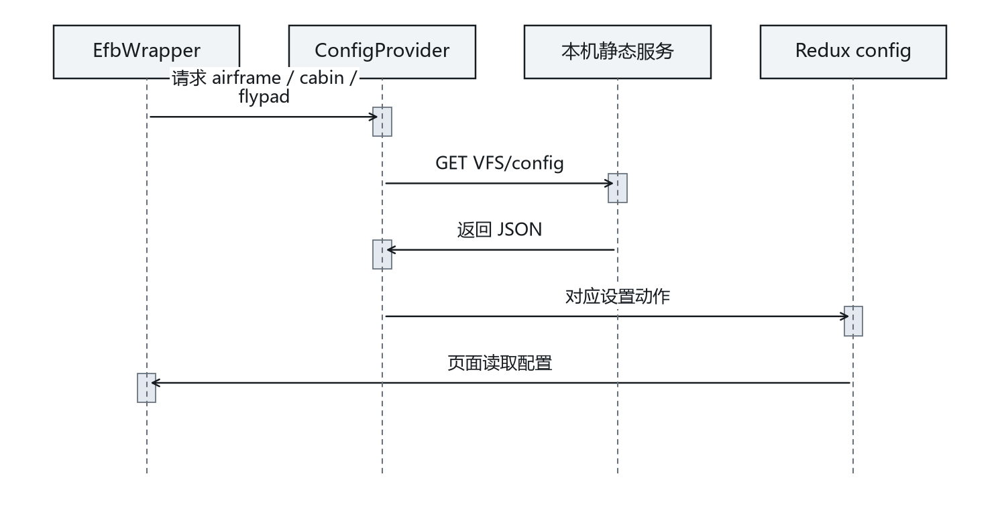 EfbWrapper
ConfigProvider
本机静态服务
Redux config
请求 airframe / cabin /
flypad
GET VFS/config
返回 JSON
对应设置动作
页面读取配置